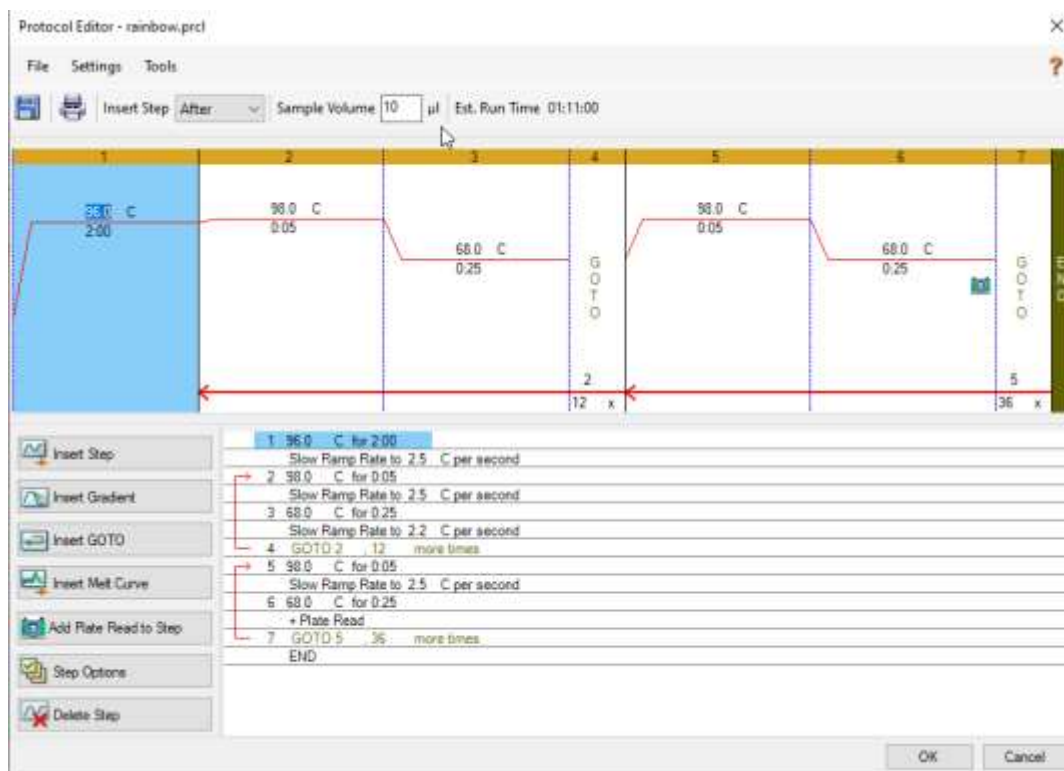 Protocol Editor - rainbow.prcl
File Settings Tools
?
Insert Step After Sample Volume 10 µl Est. Run Time 01:11:00
1 2 3 4 5 6 7
96.0 C
2:00
98.0 C
0:05
68.0 C
0:25
GOTO
2
12 x
98.0 C
0:05
68.0 C
0:25
GOTO
5
36 x
END
Insert Step
Insert Gradient
Insert GOTO
Insert Melt Curve
Add Plate Read to Step
Step Options
Delete Step
1 96.0 C for 2:00
Slow Ramp Rate to 2.5 C per second
2 98.0 C for 0:05
Slow Ramp Rate to 2.5 C per second
3 68.0 C for 0:25
Slow Ramp Rate to 2.2 C per second
4 GOTO 2 , 12 more times
5 98.0 C for 0:05
Slow Ramp Rate to 2.5 C per second
6 68.0 C for 0:25
+ Plate Read
7 GOTO 5 , 36 more times
END
OK Cancel